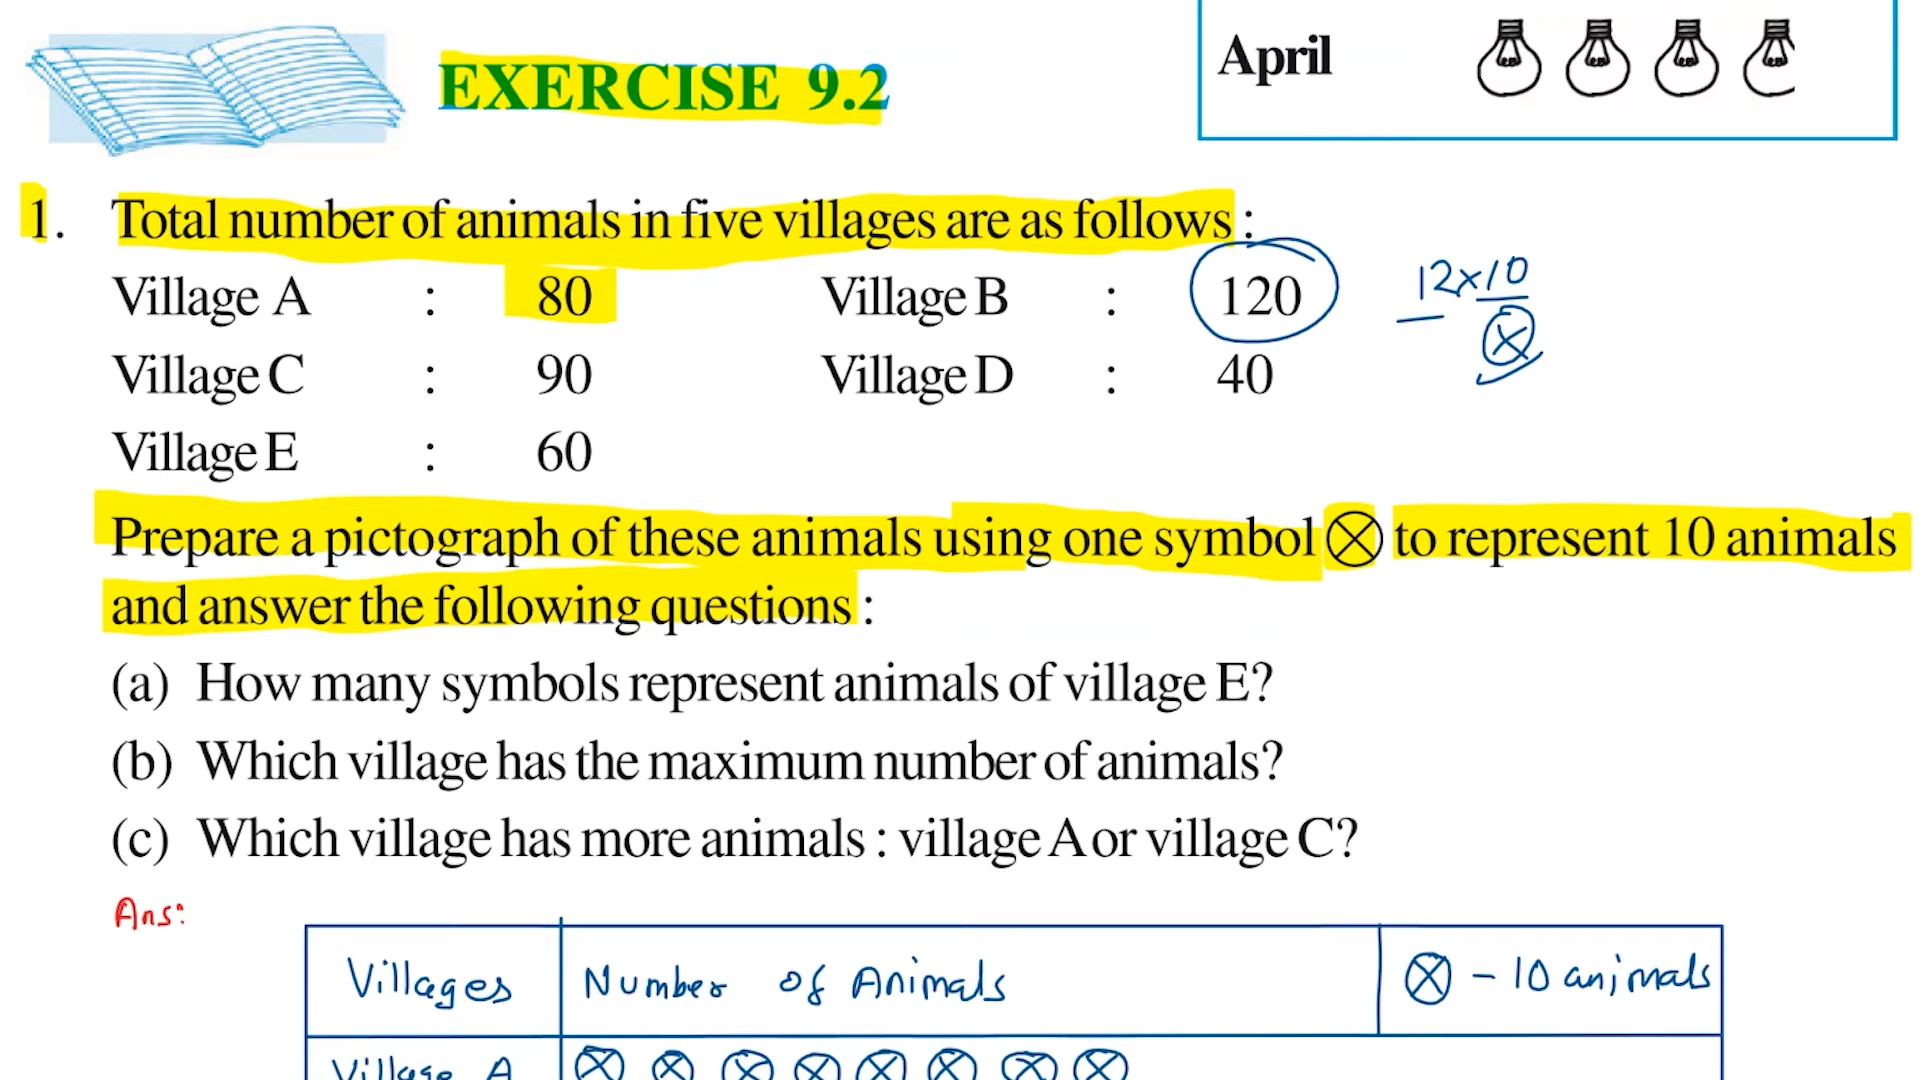 EXERCISE 9.2
April
1. Total number of animals in five villages are as follows :
Village A : 80 Village B : 120 12×10
⊗
Village C : 90 Village D : 40
Village E : 60
Prepare a pictograph of these animals using one symbol ⊗ to represent 10 animals
and answer the following questions :
(a) How many symbols represent animals of village E?
(b) Which village has the maximum number of animals?
(c) Which village has more animals : village A or village C?
Ans:
Villages Number of Animals ⊗ - 10 animals
Village A ⊗ ⊗ ⊗ ⊗ ⊗ ⊗ ⊗ ⊗